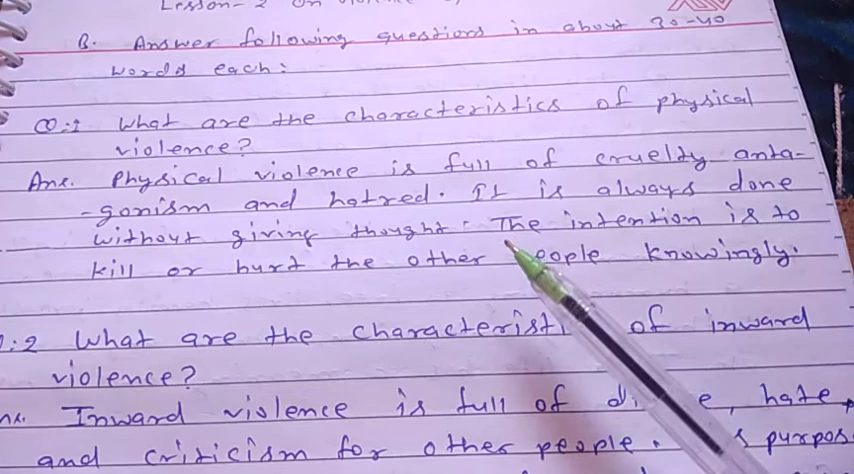 Lesson- 2 On violence
B. Answer following questions in about 30-40
words each:
Q:1 What are the characteristics of physical
violence?
Ans. Physical violence is full of cruelty anta-
-gonism and hatred. It is always done
without giving thought. The intention is to
kill or hurt the other people knowingly.
:2 What are the of inward
violence?
Inward violence is full of hate,
and criticism for other people.